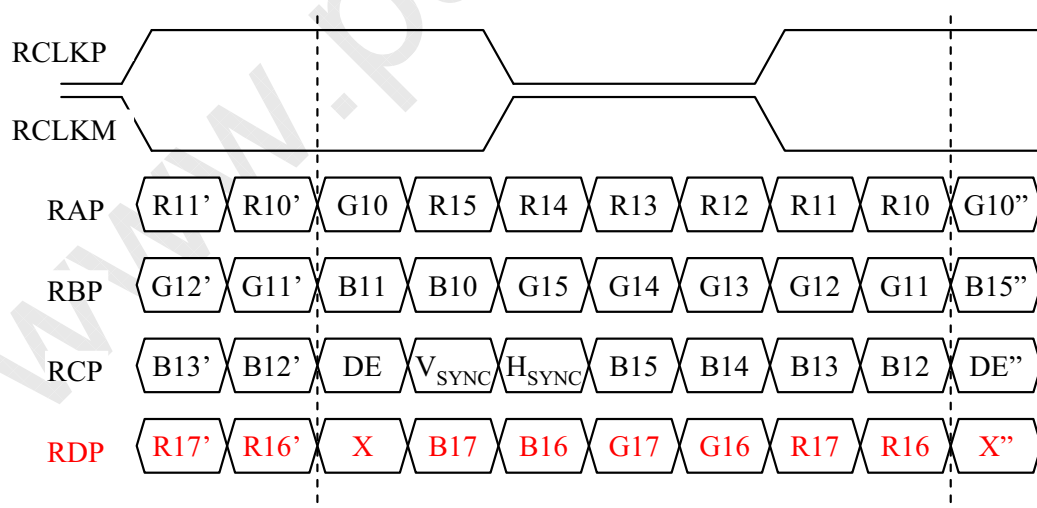 RCLKP
RCLKM
RAP R11’ R10’ G10 R15 R14 R13 R12 R11 R10 G10”
RBP G12’ G11’ B11 B10 G15 G14 G13 G12 G11 B15”
RCP B13’ B12’ DE VSYNC HSYNC B15 B14 B13 B12 DE”
RDP R17’ R16’ X B17 B16 G17 G16 R17 R16 X”
www.p